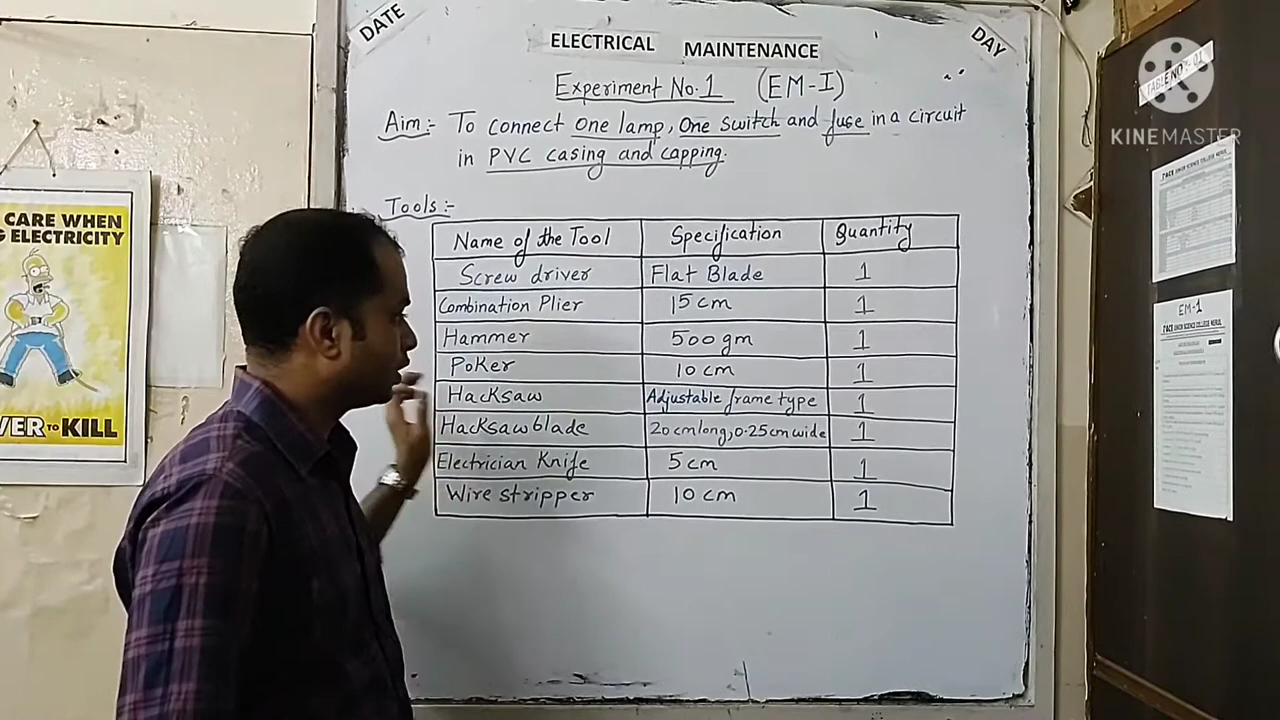 DATE
ELECTRICAL MAINTENANCE
DAY
Experiment No.1 (EM-I)
Aim:- To connect One lamp, One Switch and fuse in a circuit
in PVC casing and capping.
Tools:-
Name of the Tool Specification Quantity
Screw driver Flat Blade 1
Combination Plier 15 cm 1
Hammer 500 gm 1
Poker 10 cm 1
Hacksaw Adjustable frame type 1
Hacksaw blade 20 cm long, 0.25 cm wide 1
Electrician Knife 5 cm 1
Wire stripper 10 cm 1
CARE WHEN
G ELECTRICITY
VER TO KILL
TABLE NO - 01
KINEMASTER
EM-1